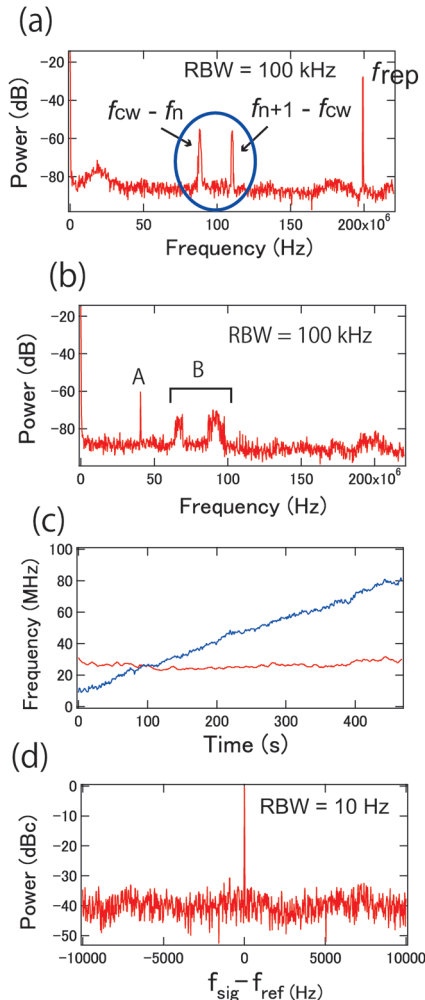 (a)
RBW = 100 kHz
frep
fcw - fn
fn+1 - fcw
Power (dB)
-20
-40
-60
-80
0
50
100
150
200x10⁶
Frequency (Hz)
(b)
RBW = 100 kHz
A
B
Power (dB)
-20
-40
-60
-80
0
50
100
150
200x10⁶
Frequency (Hz)
(c)
Frequency (MHz)
100
80
60
40
20
0
0
100
200
300
400
Time (s)
(d)
RBW = 10 Hz
Power (dBc)
0
-10
-20
-30
-40
-50
-10000
-5000
0
5000
10000
fsig-fref (Hz)